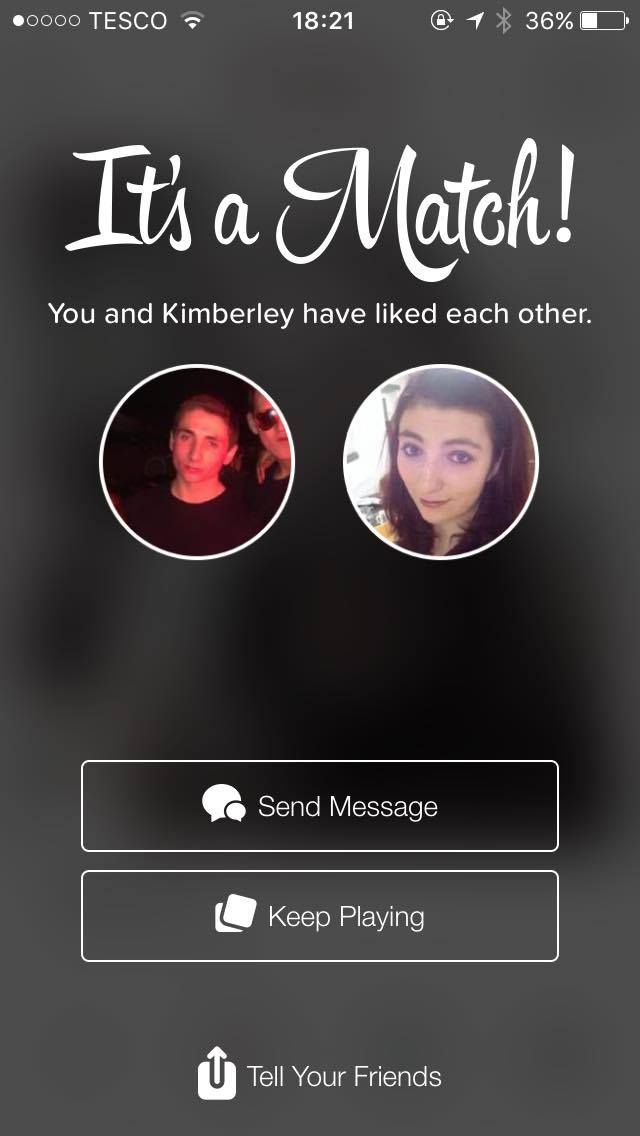 TESCO 18:21 36%
It's a Match!
You and Kimberley have liked each other.
Send Message
Keep Playing
Tell Your Friends